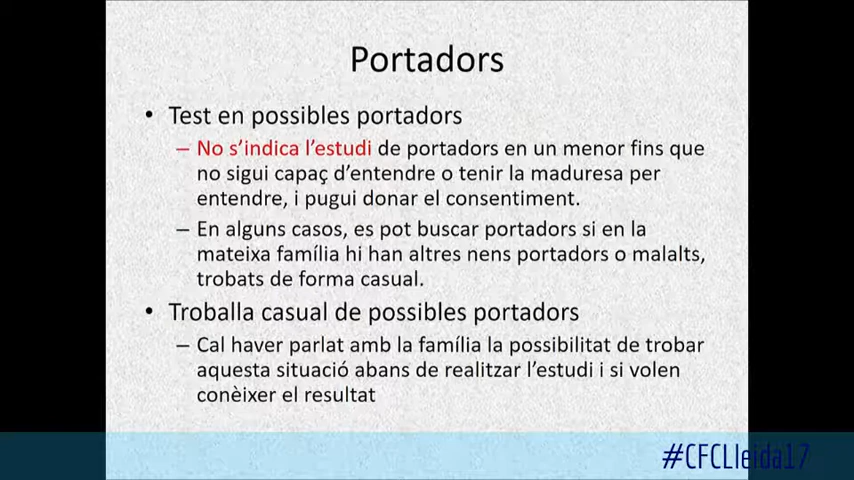 Portadors
• Test en possibles portadors
– No s’indica l’estudi de portadors en un menor fins que
no sigui capaç d’entendre o tenir la maduresa per
entendre, i pugui donar el consentiment.
– En alguns casos, es pot buscar portadors si en la
mateixa família hi han altres nens portadors o malalts,
trobats de forma casual.
• Troballa casual de possibles portadors
– Cal haver parlat amb la família la possibilitat de trobar
aquesta situació abans de realitzar l’estudi i si volen
conèixer el resultat
#CFCLleida17